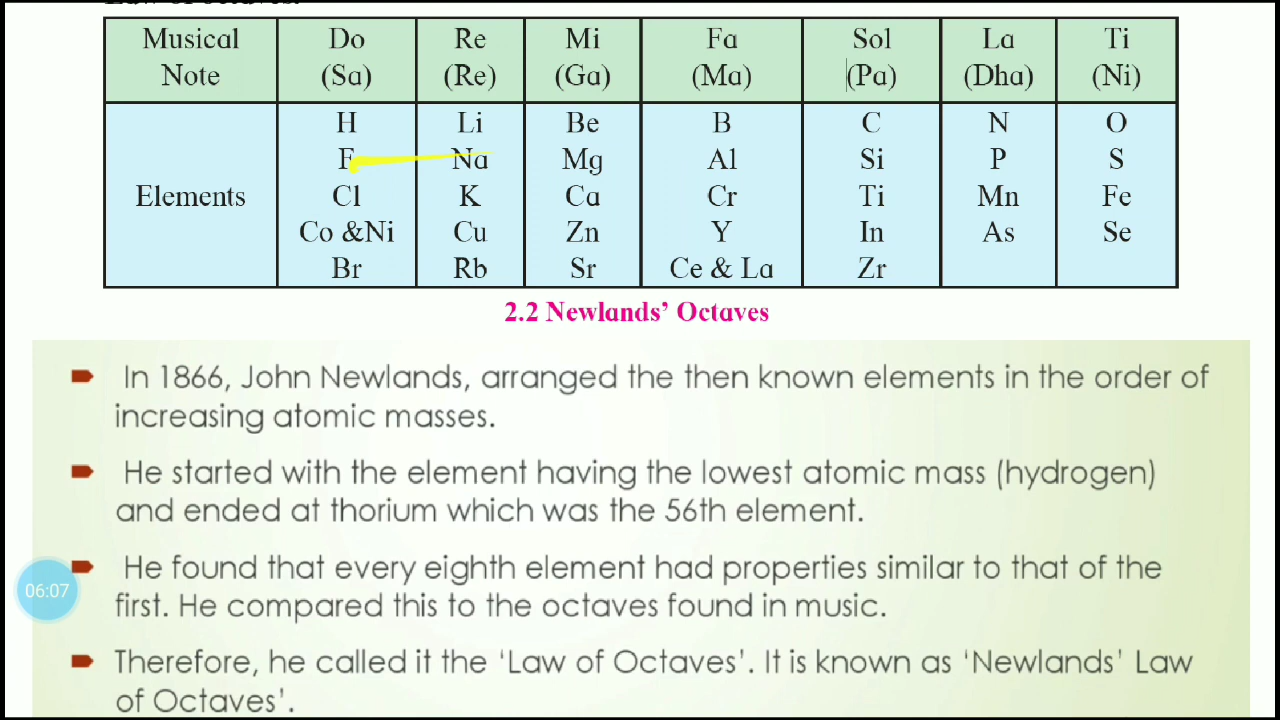 Law of octaves.
Musical Note Do (Sa) Re (Re) Mi (Ga) Fa (Ma) Sol (Pa) La (Dha) Ti (Ni)
Elements
H Li Be B C N O
F Na Mg Al Si P S
Cl K Ca Cr Ti Mn Fe
Co &Ni Cu Zn Y In As Se
Br Rb Sr Ce & La Zr
2.2 Newlands’ Octaves
In 1866, John Newlands, arranged the then known elements in the order of
increasing atomic masses.
He started with the element having the lowest atomic mass (hydrogen)
and ended at thorium which was the 56th element.
He found that every eighth element had properties similar to that of the
first. He compared this to the octaves found in music.
06:07
Therefore, he called it the ‘Law of Octaves’. It is known as ‘Newlands’ Law
of Octaves’.